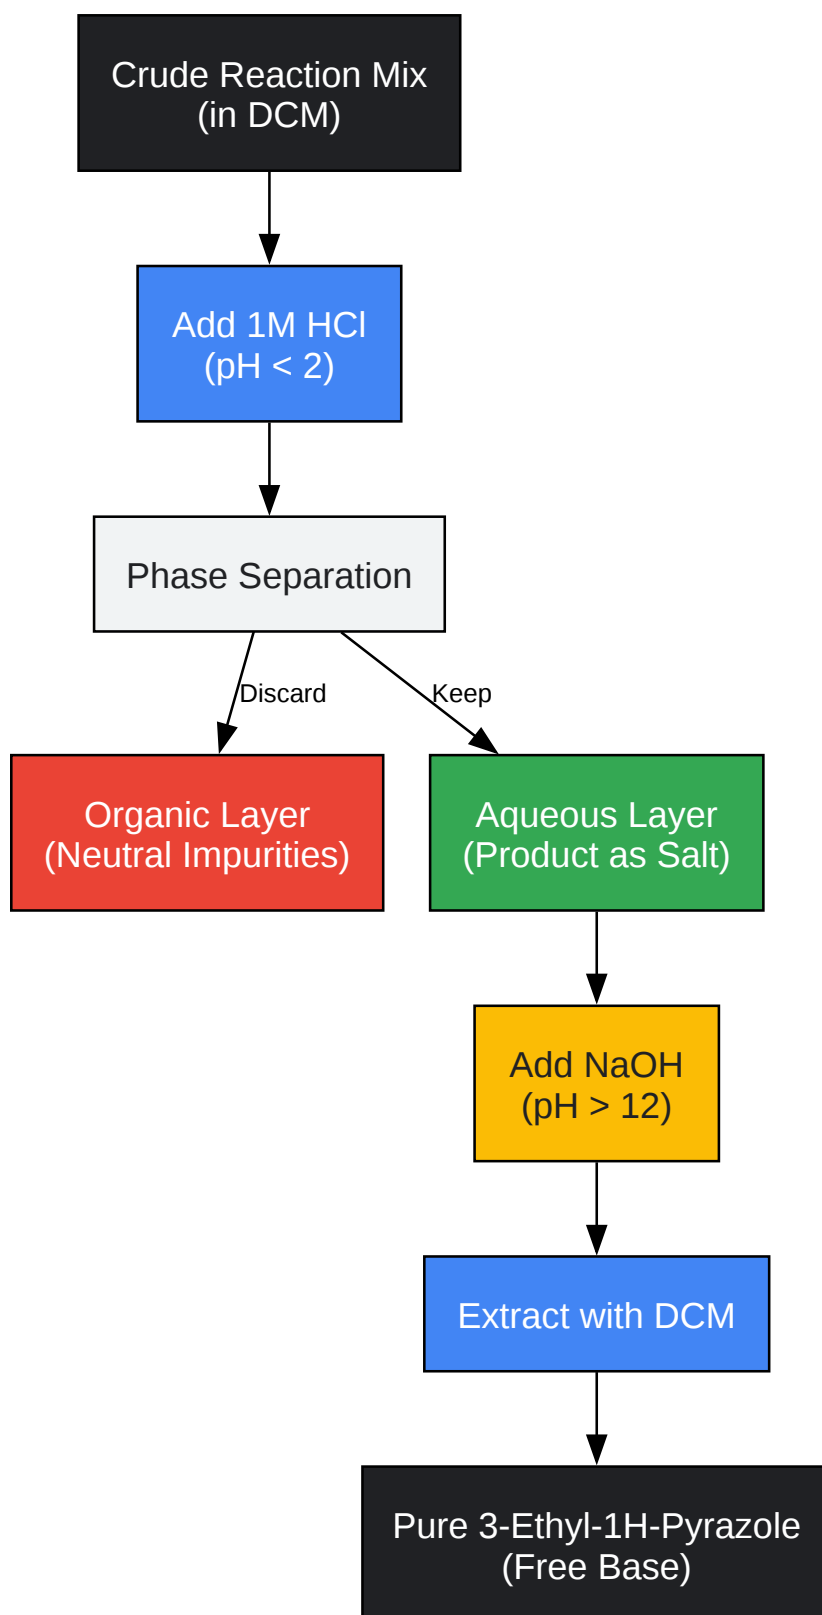 Crude Reaction Mix
(in DCM)
Add 1M HCl
(pH < 2)
Phase Separation
Discard
Keep
Organic Layer
(Neutral Impurities)
Aqueous Layer
(Product as Salt)
Add NaOH
(pH > 12)
Extract with DCM
Pure 3-Ethyl-1H-Pyrazole
(Free Base)